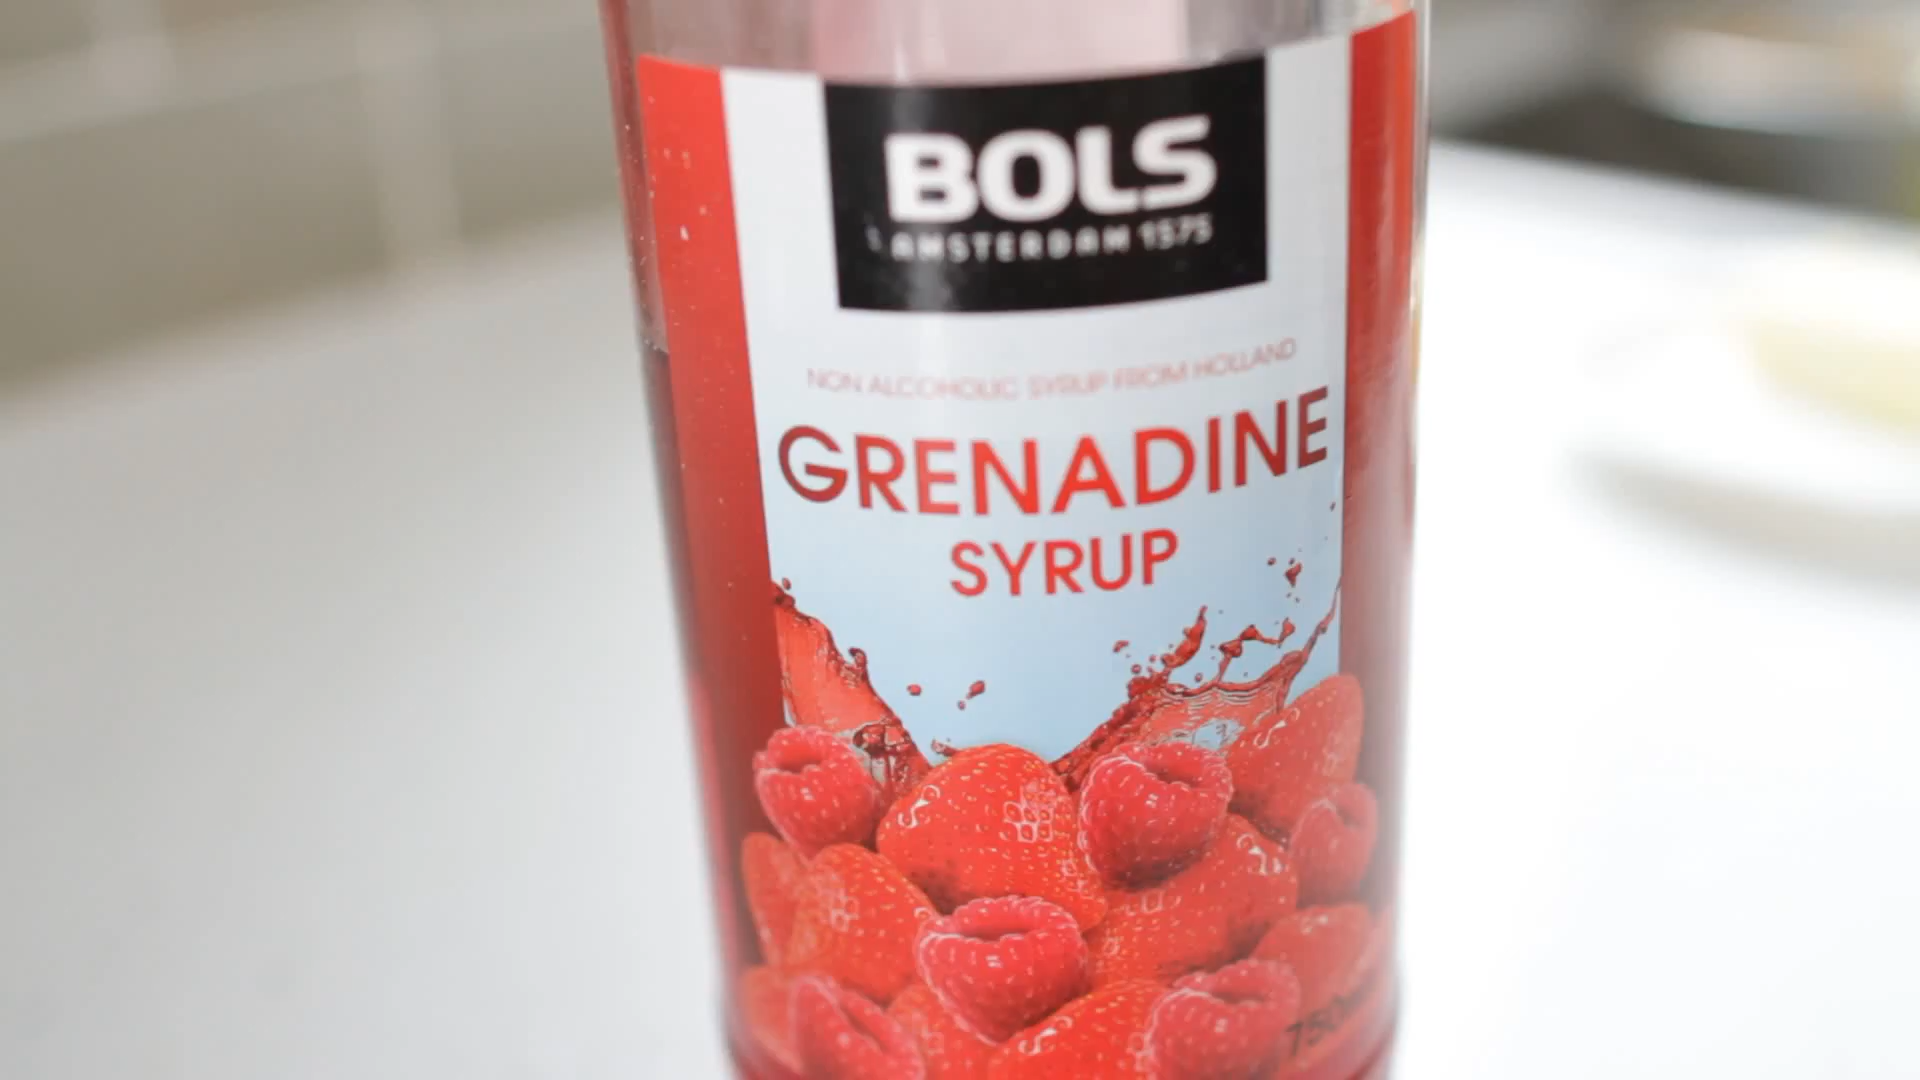 BOLS
AMSTERDAM 1575
NON ALCOHOLIC SYRUP FROM HOLLAND
GRENADINE
SYRUP